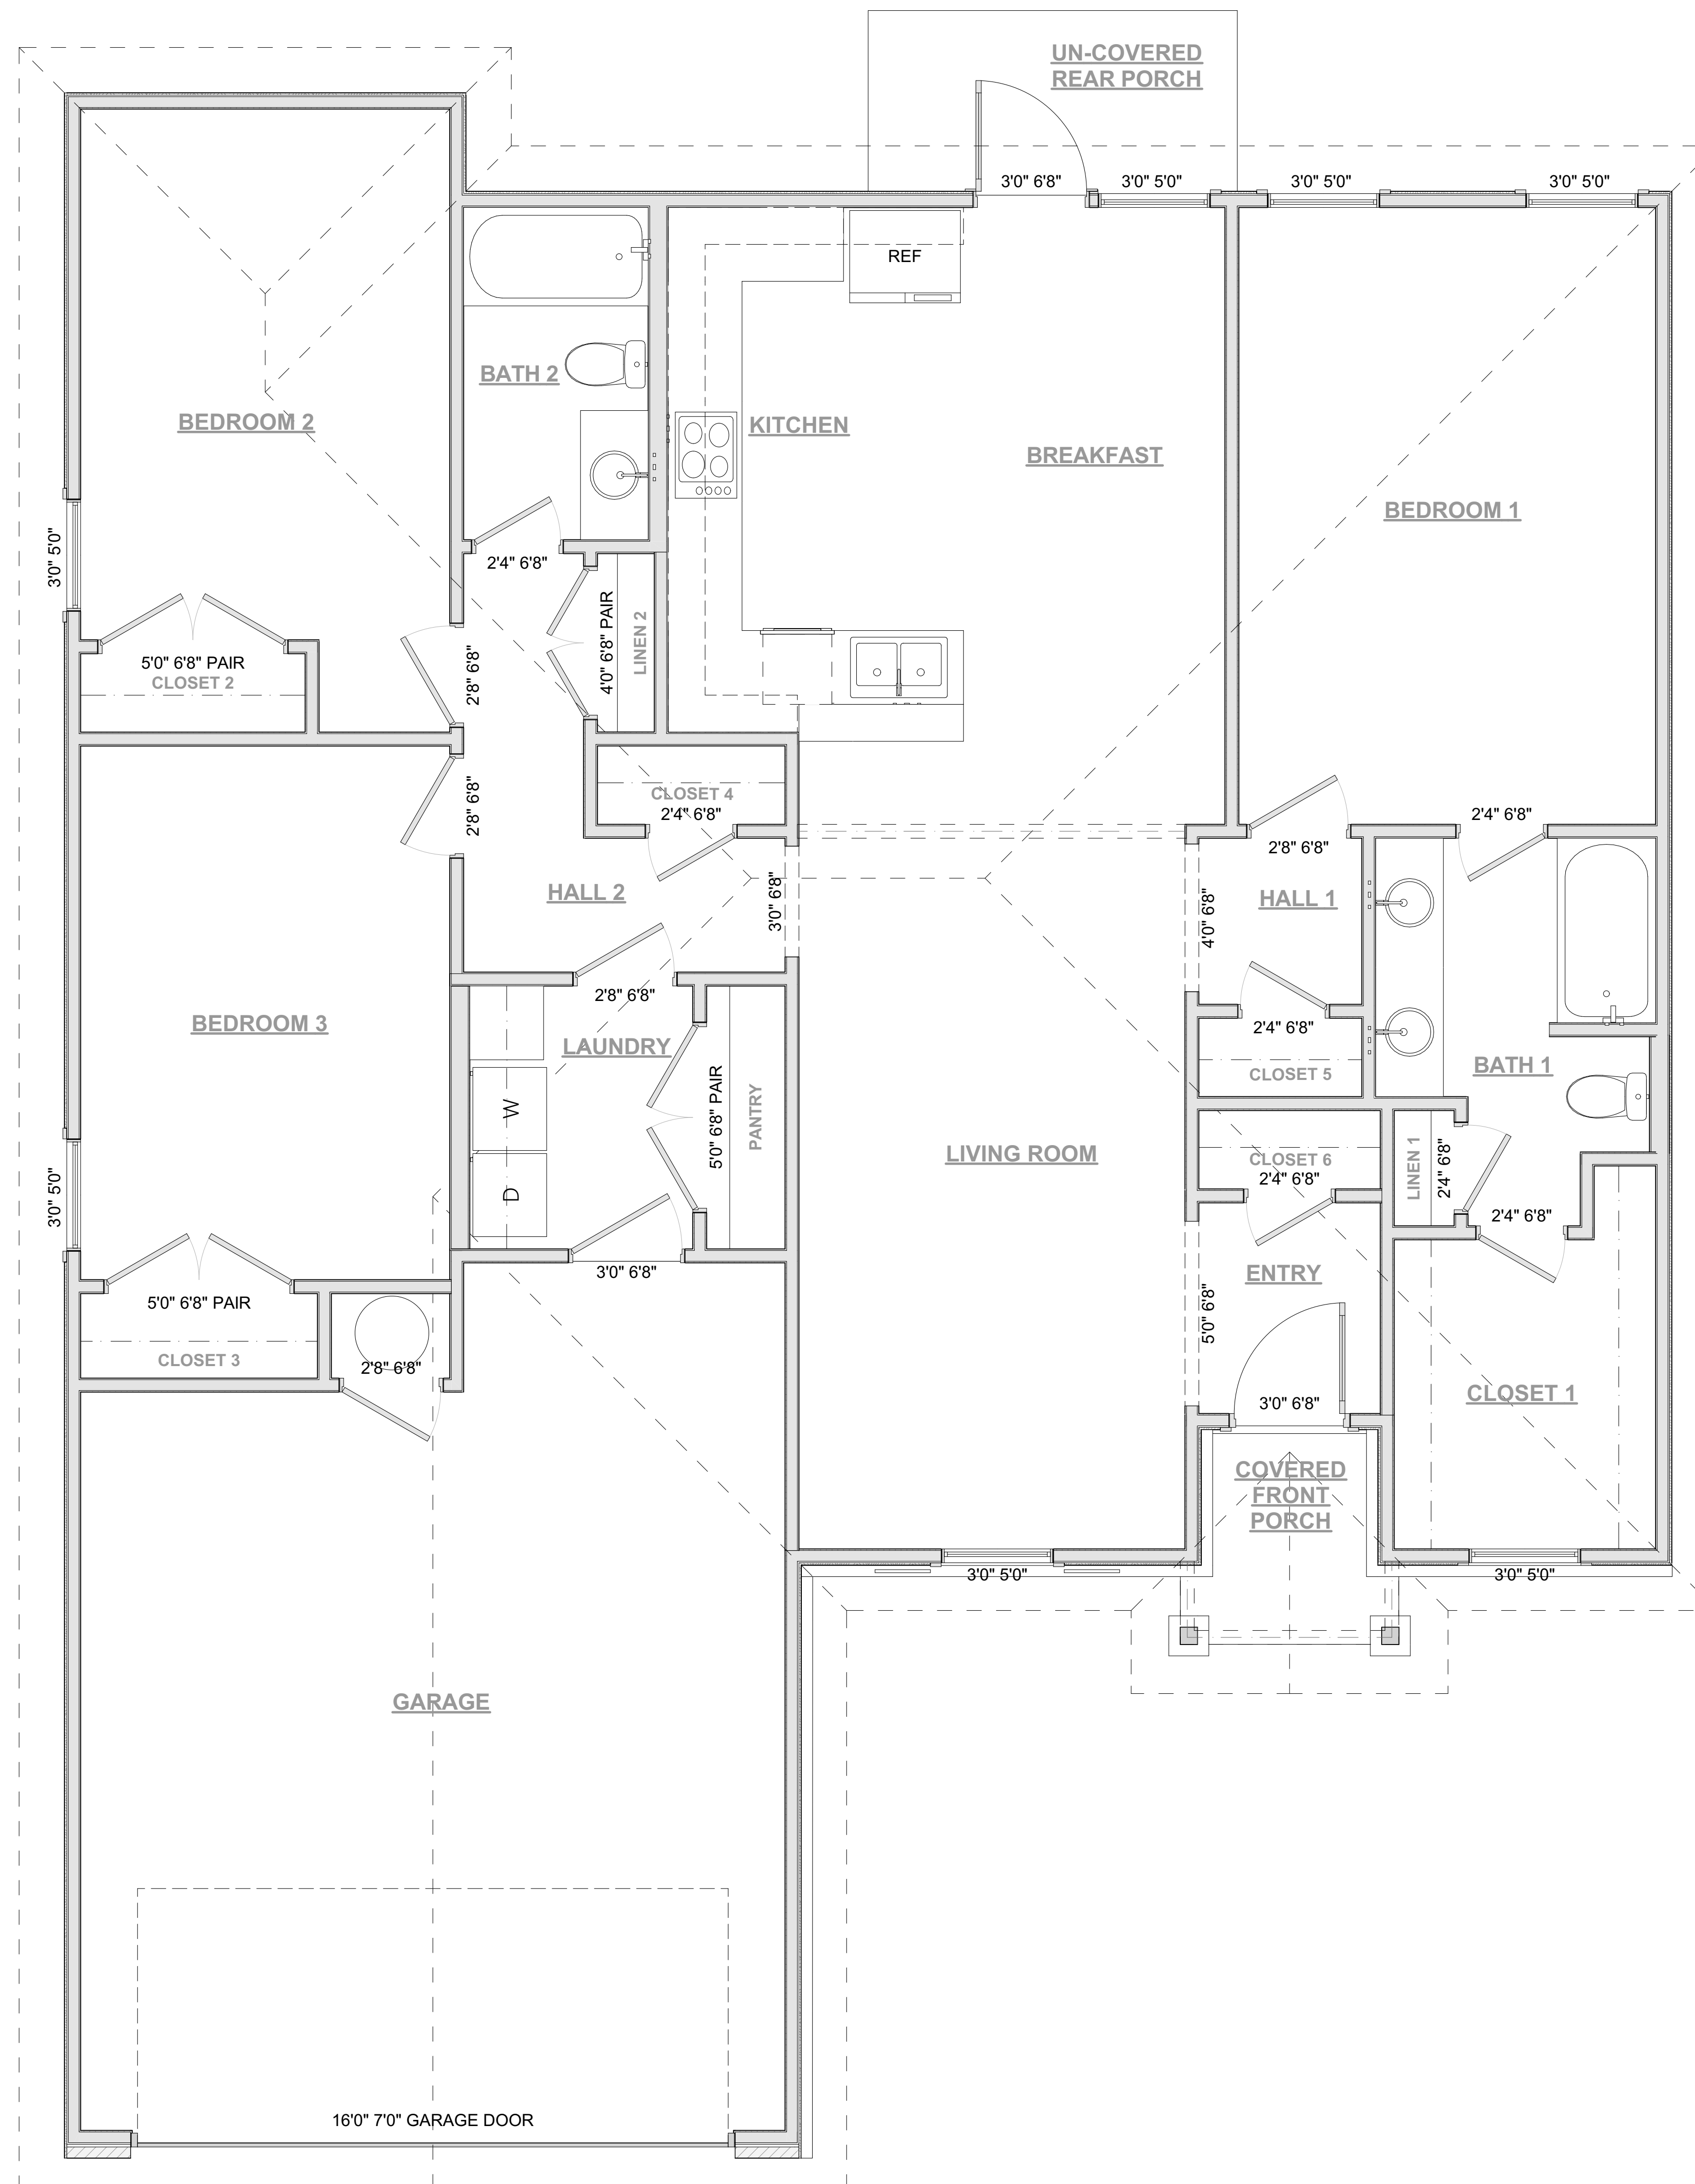 UN-COVERED
REAR PORCH
3'0" 6'8"
3'0" 5'0"
3'0" 5'0"
3'0" 5'0"
REF
BATH 2
BEDROOM 2
KITCHEN
BREAKFAST
BEDROOM 1
3'0" 5'0"
2'4" 6'8"
4'0" 6'8" PAIR
LINEN 2
5'0" 6'8" PAIR
CLOSET 2
2'8" 6'8"
2'8" 6'8"
CLOSET 4
2'4" 6'8"
2'4" 6'8"
2'8" 6'8"
HALL 2
3'0" 6'8"
4'0" 6'8"
HALL 1
2'8" 6'8"
BEDROOM 3
LAUNDRY
2'4" 6'8"
CLOSET 5
BATH 1
W
5'0" 6'8" PAIR
PANTRY
LIVING ROOM
CLOSET 6
2'4" 6'8"
LINEN 1
2'4" 6'8"
3'0" 5'0"
D
2'4" 6'8"
3'0" 6'8"
ENTRY
5'0" 6'8" PAIR
5'0" 6'8"
CLOSET 3
2'8" 6'8"
3'0" 6'8"
CLOSET 1
COVERED
FRONT
PORCH
3'0" 5'0"
3'0" 5'0"
GARAGE
16'0" 7'0" GARAGE DOOR